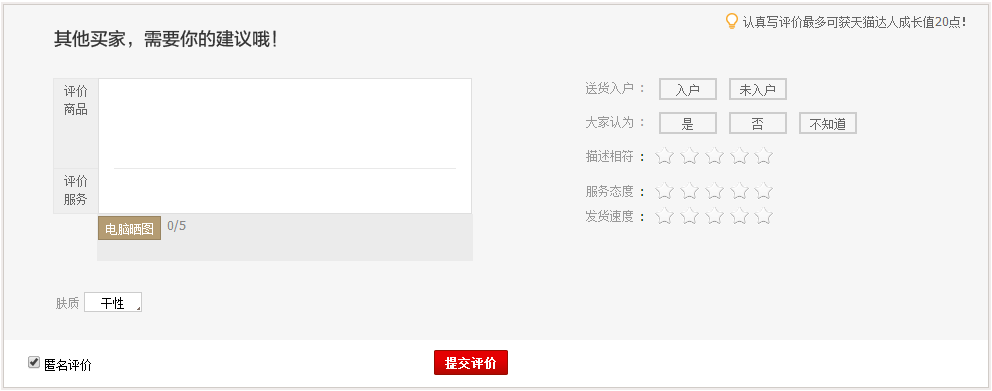 认真写评价最多可获天猫达人成长值20点!
其他买家，需要你的建议哦!
评价
商品
评价
服务
电脑晒图 0/5
肤质 干性
送货入户： 入户 未入户
大家认为： 是 否 不知道
描述相符：
服务态度：
发货速度：
匿名评价 提交评价